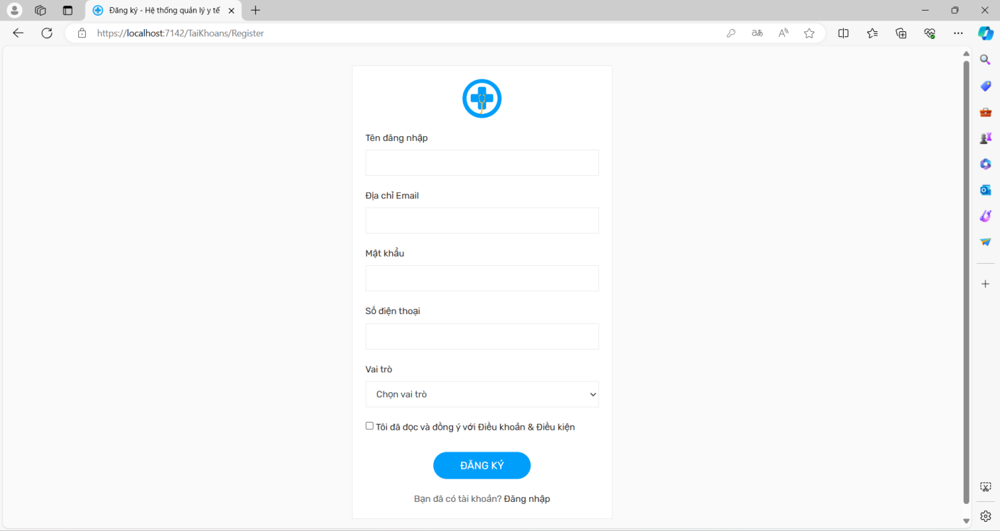 Đăng ký - Hệ thống quản lý y tế
https://localhost:7142/TaiKhoans/Register
Tên đăng nhập
Địa chỉ Email
Mật khẩu
Số điện thoại
Vai trò
Chọn vai trò
Tôi đã đọc và đồng ý với Điều khoản & Điều kiện
ĐĂNG KÝ
Bạn đã có tài khoản? Đăng nhập